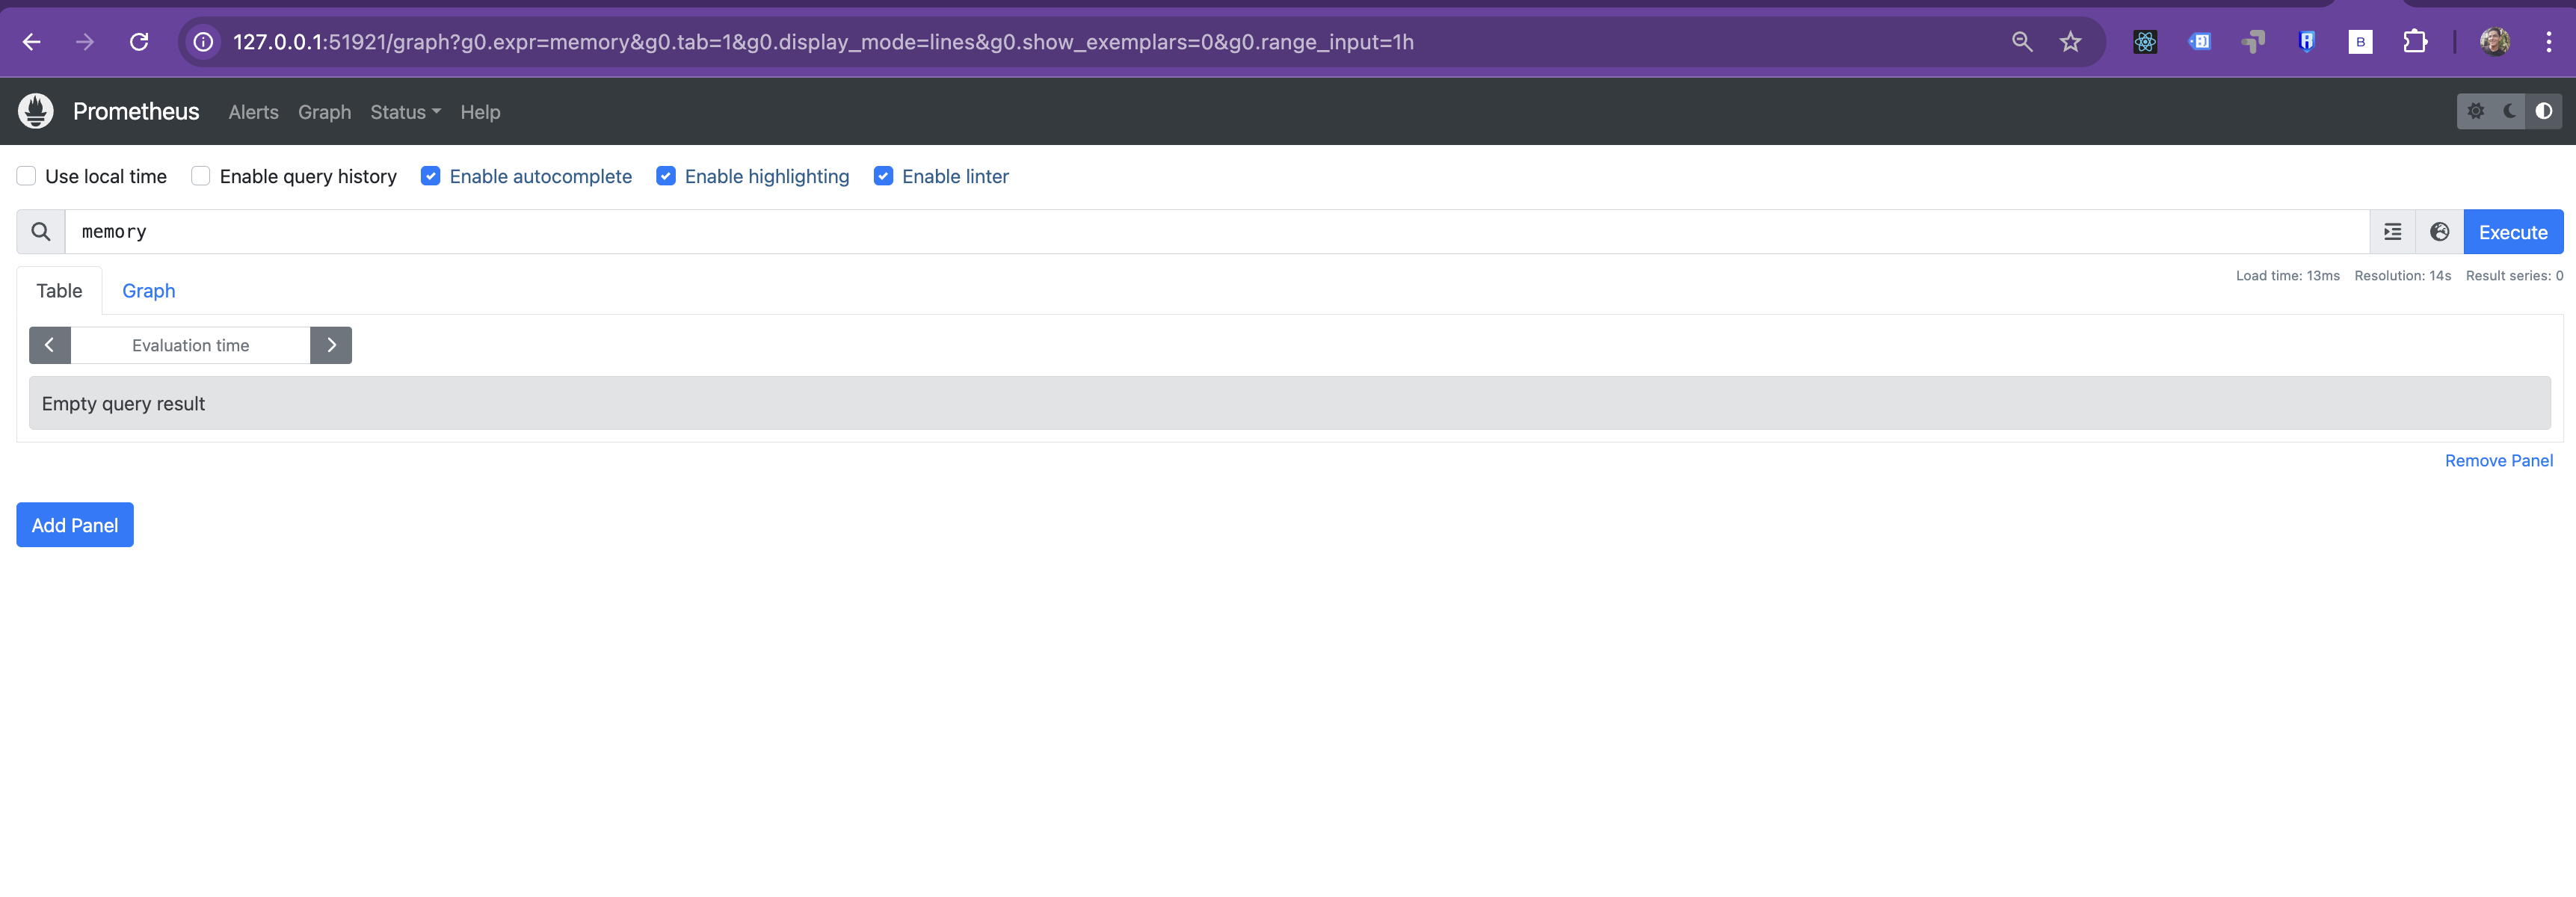 127.0.0.1:51921/graph?g0.expr=memory&g0.tab=1&g0.display_mode=lines&g0.show_exemplars=0&g0.range_input=1h
B
Prometheus Alerts Graph Status Help
Use local time Enable query history Enable autocomplete Enable highlighting Enable linter
memory
Execute
Table Graph
Load time: 13ms Resolution: 14s Result series: 0
Evaluation time
Empty query result
Remove Panel
Add Panel